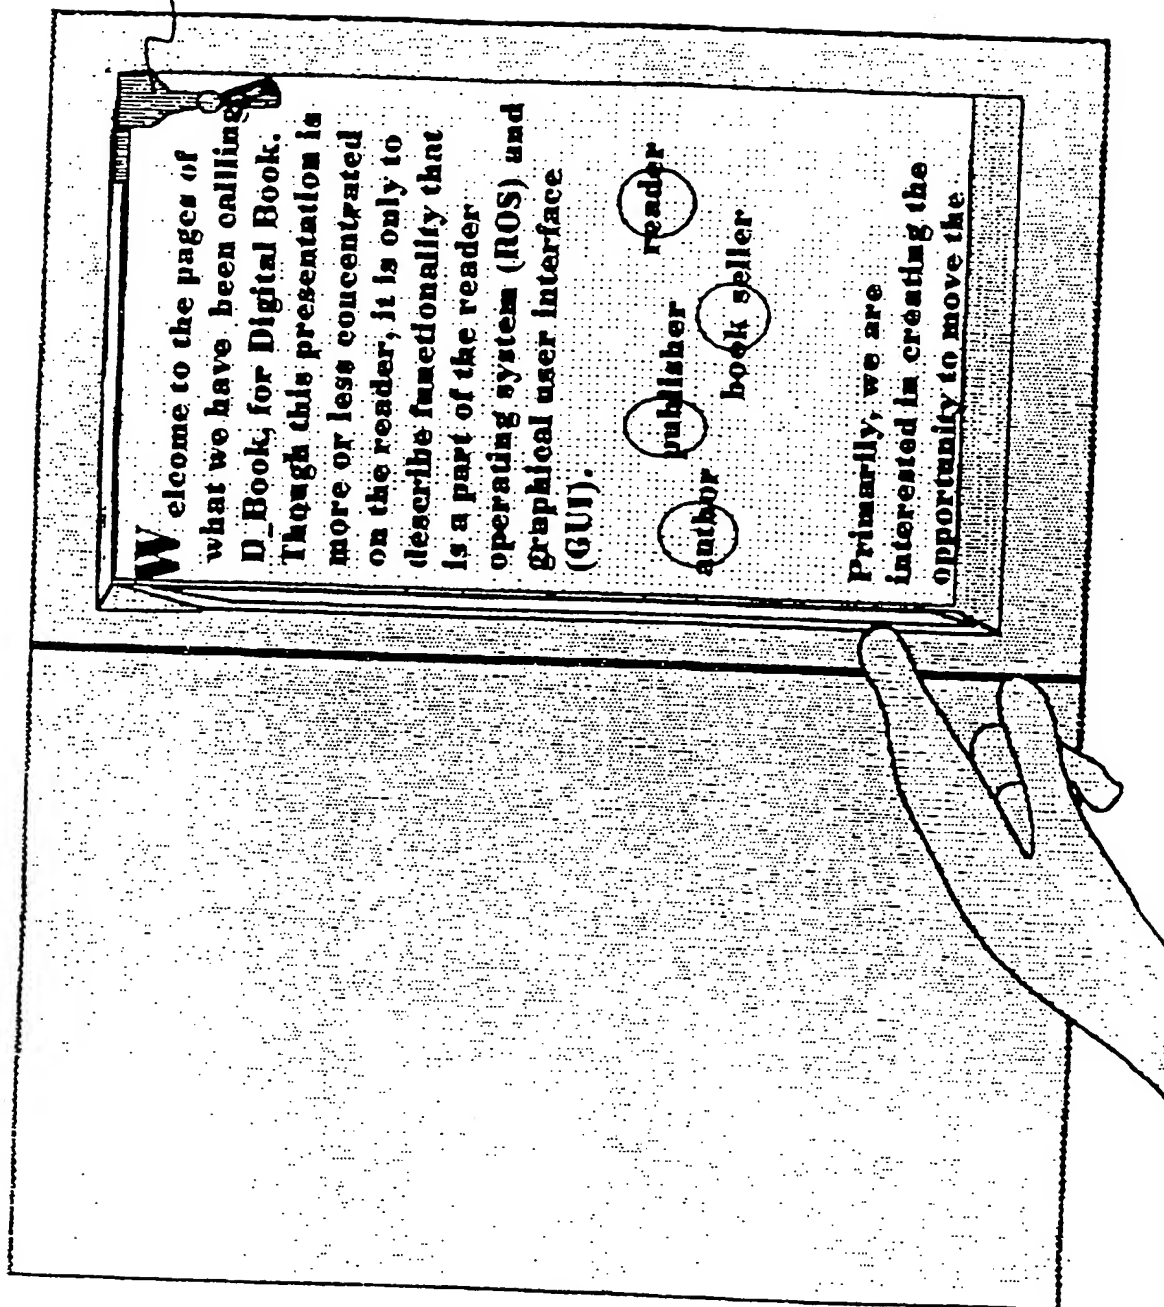 Welcome to the pages of
what we have been callling
D_Book, for Digital Book.
Though this presentation is
more or less concentrated
on the reader, it is only to
describe functionality that
is a part of the reader
operating system (ROS) and
graphical user interface
(GUI).
author
publisher
book seller
reader
Primarily, we are
interested in creating the
opportunity to move the